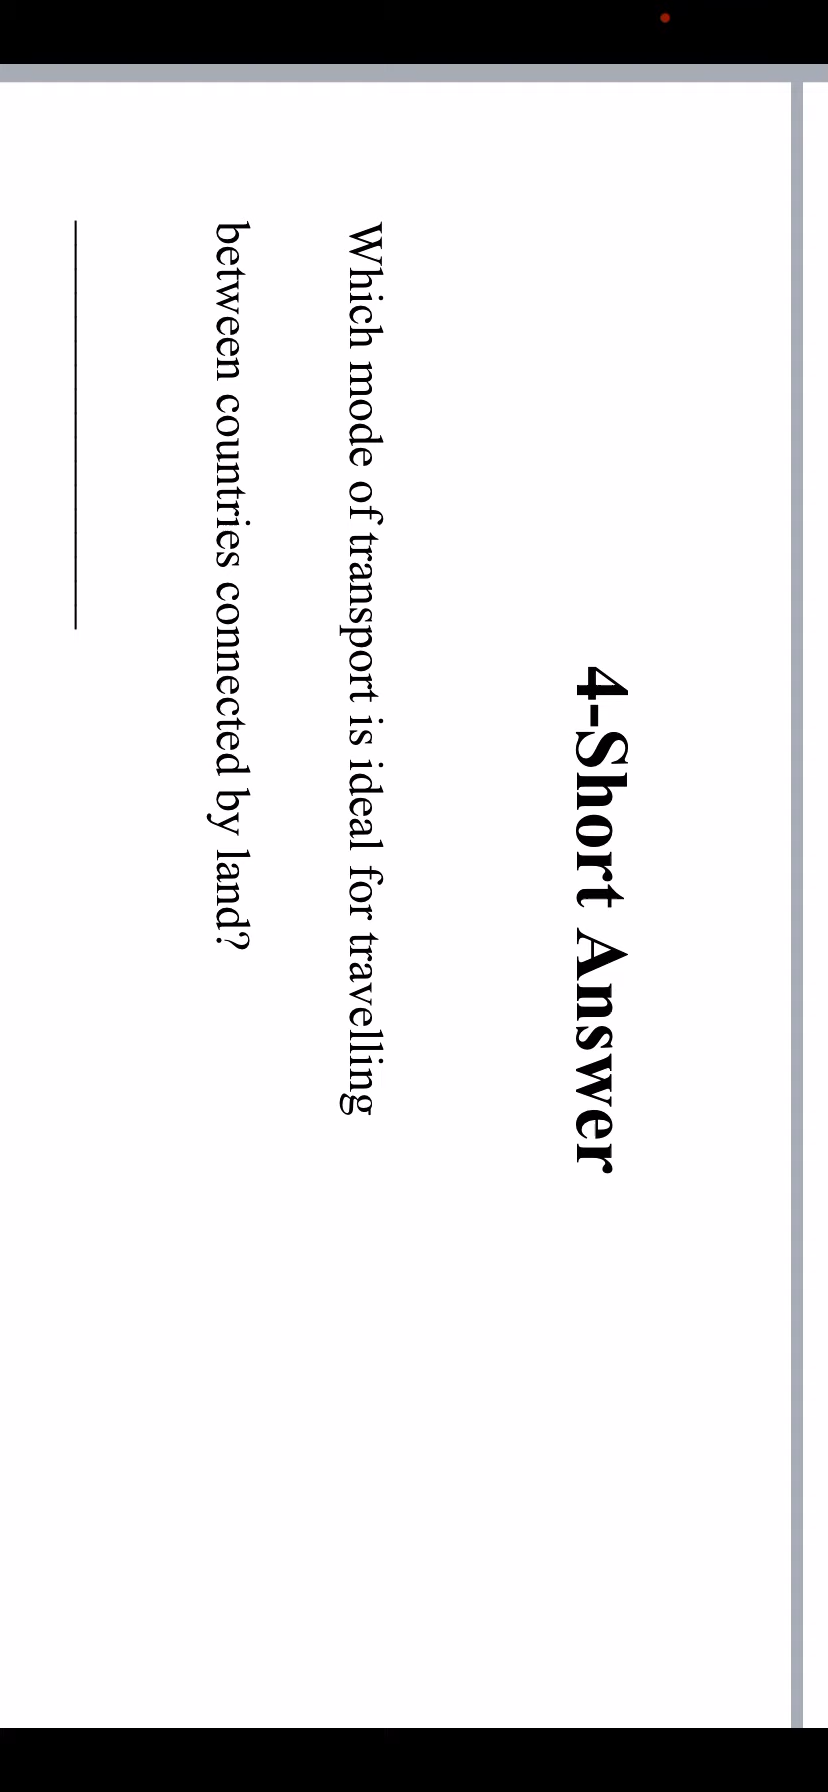 4-Short Answer
Which mode of transport is ideal for travelling
between countries connected by land?